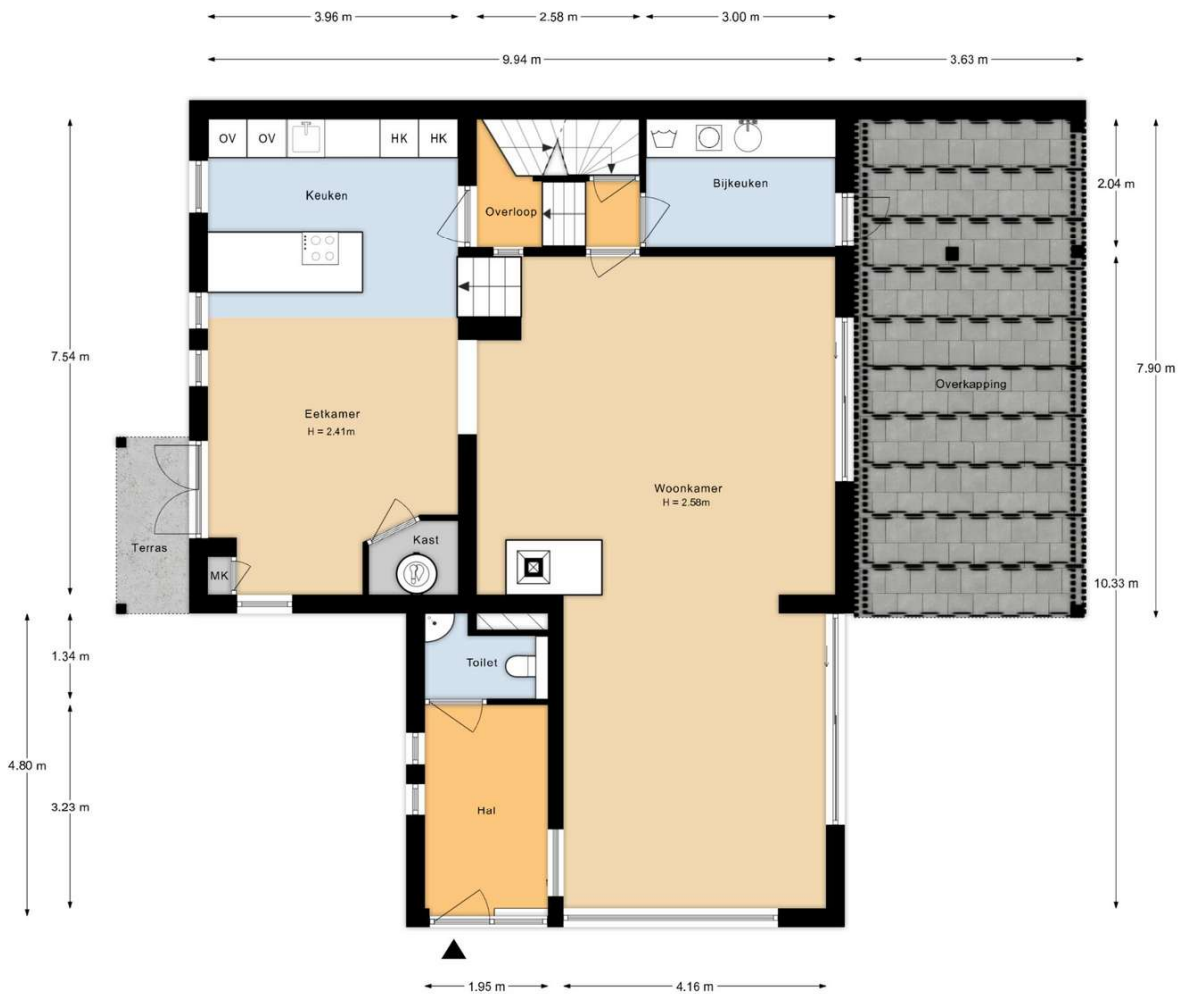 3.96 m
2.58 m
3.00 m
9.94 m
3.63 m
OV
OV
HK
HK
Keuken
Overloop
Bijkeuken
2.04 m
7.54 m
7.90 m
Overkapping
Eetkamer
H = 2.41m
Woonkamer
H = 2.58m
Kast
Terras
MK
10.33 m
1.34 m
Toilet
4.80 m
3.23 m
Hal
1.95 m
4.16 m